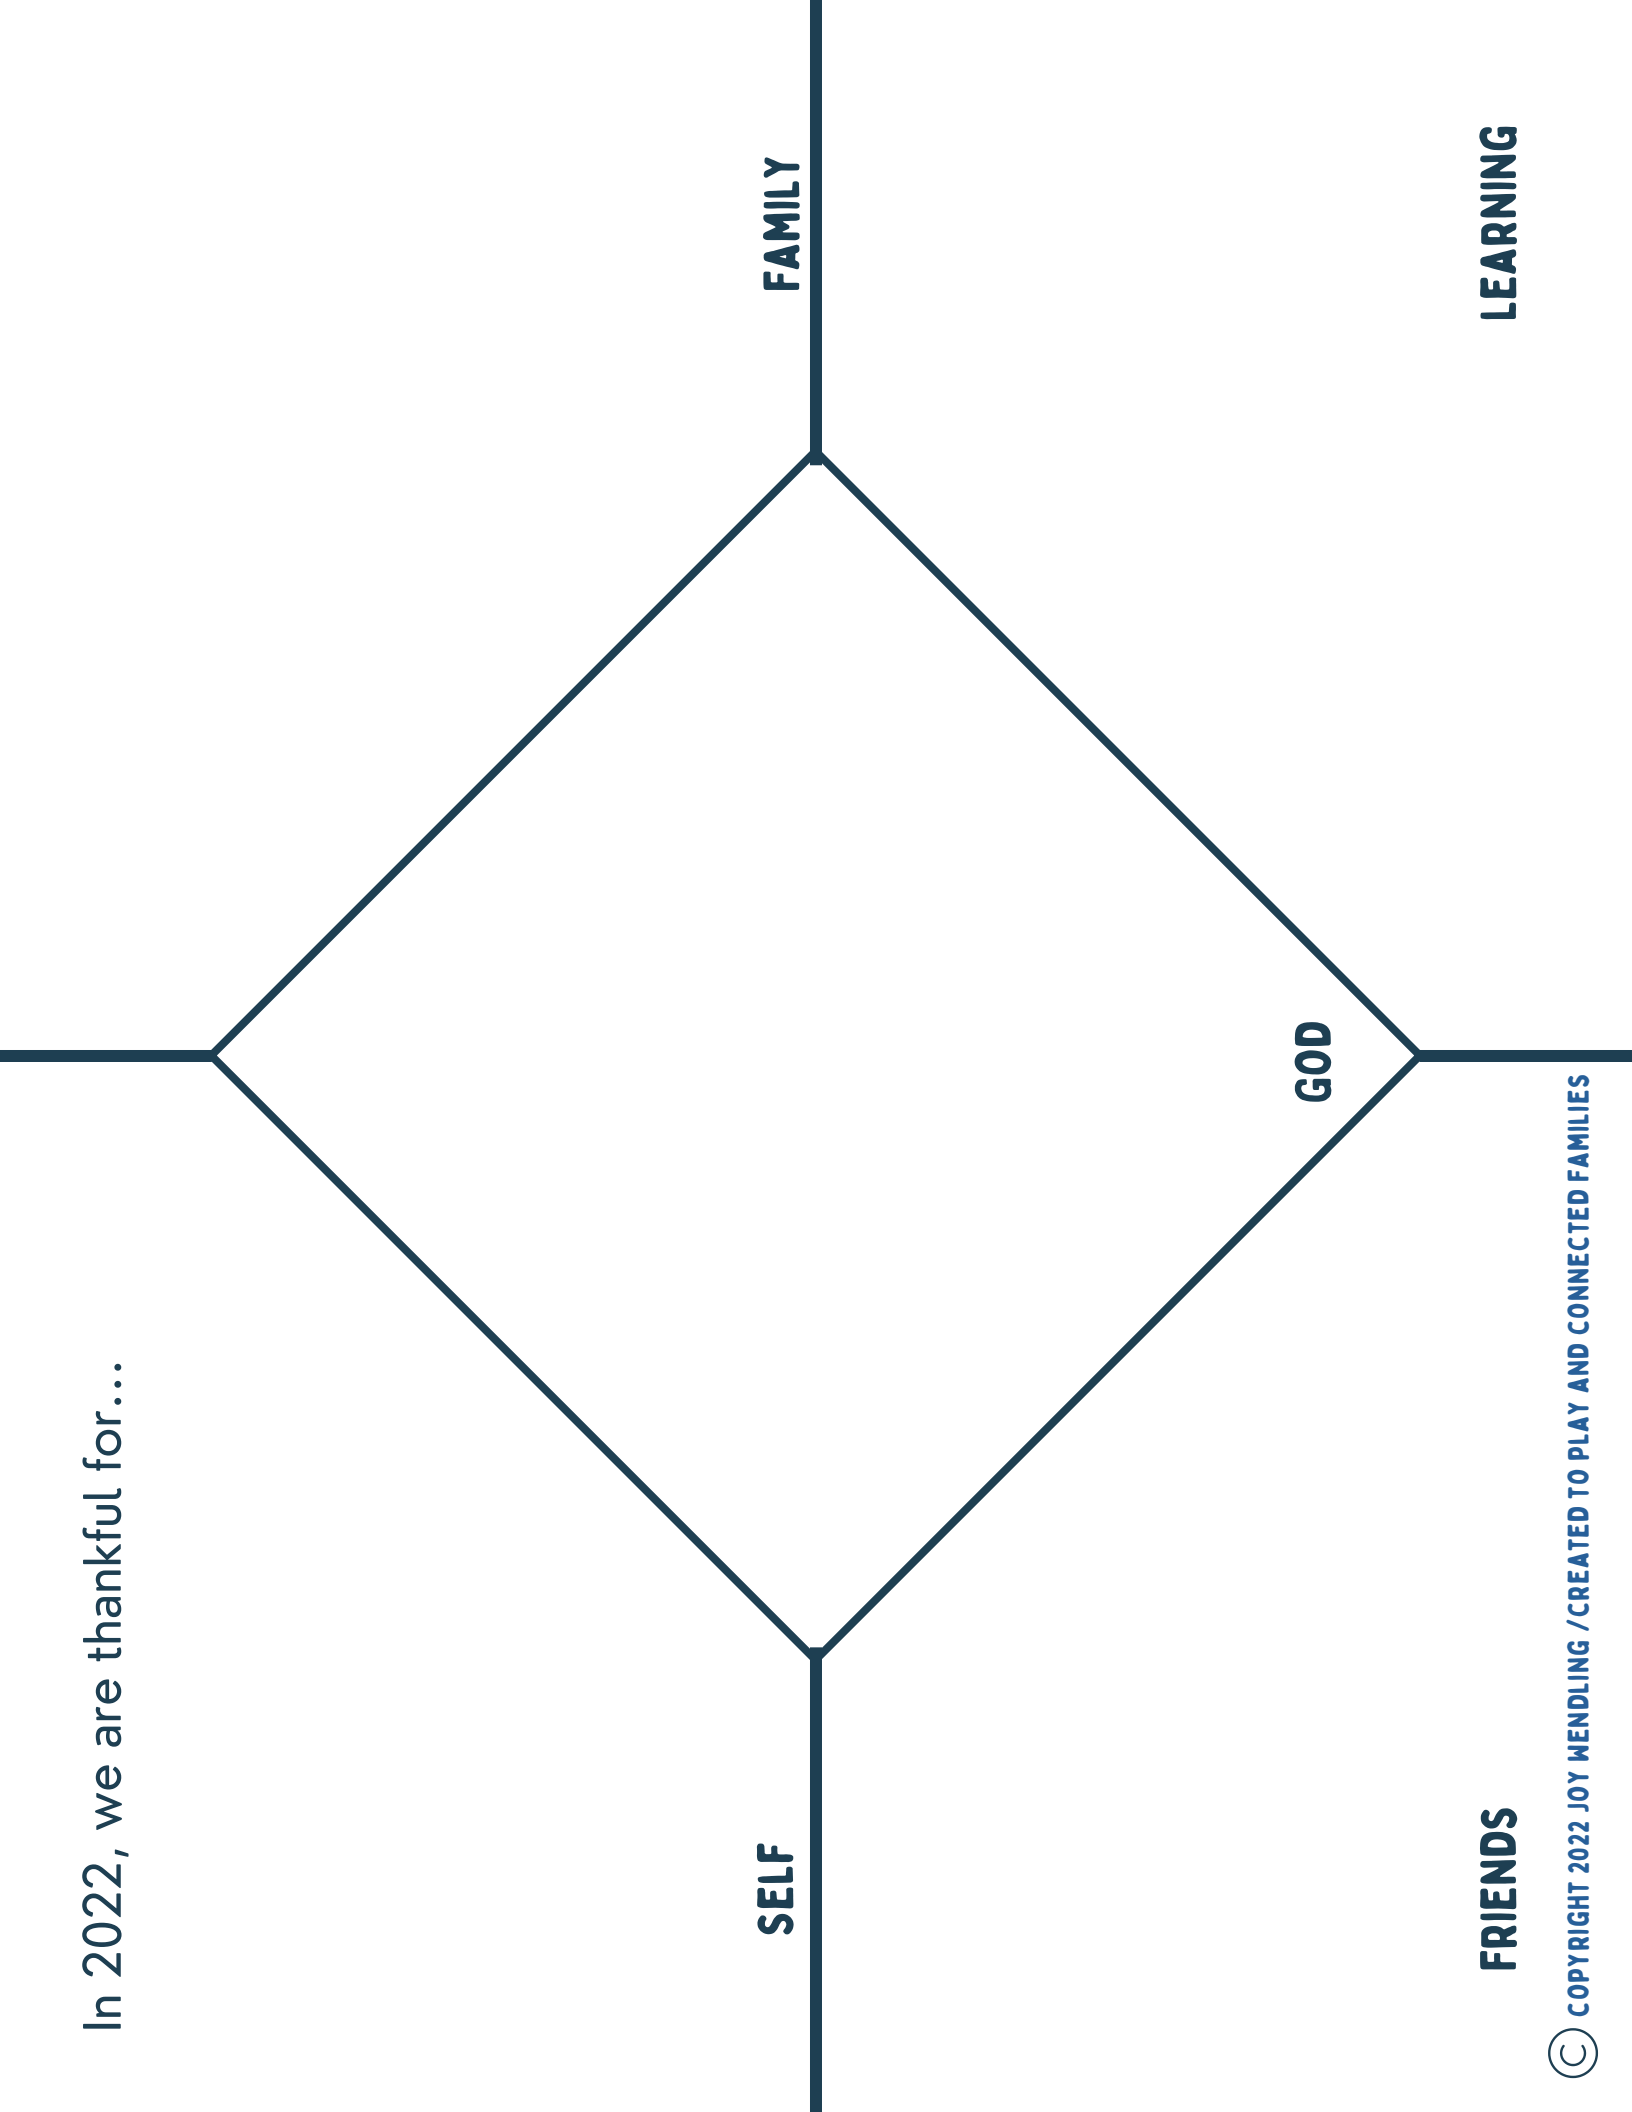 In 2022, we are thankful for...
SELF
FAMILY
GOD
FRIENDS
LEARNING
© COPYRIGHT 2022 JOY WENDLING /CREATED TO PLAY AND CONNECTED FAMILIES